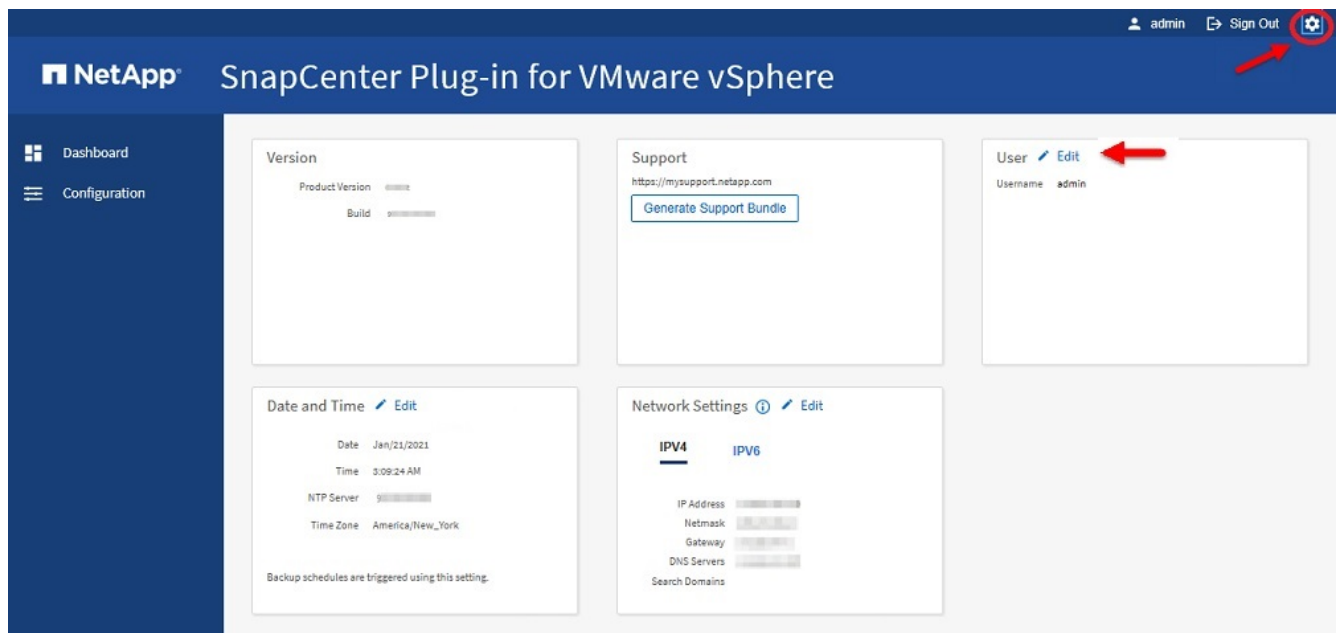 admin Sign Out
NetApp SnapCenter Plug-in for VMware vSphere
Dashboard
Configuration
Version
Product Version
Build
Support
https://mysupport.netapp.com
Generate Support Bundle
User Edit
Username admin
Date and Time Edit
Date Jan/21/2021
Time 3:09:24 AM
NTP Server
Time Zone America/New_York
Backup schedules are triggered using this setting.
Network Settings Edit
IPV4 IPV6
IP Address
Netmask
Gateway
DNS Servers
Search Domains